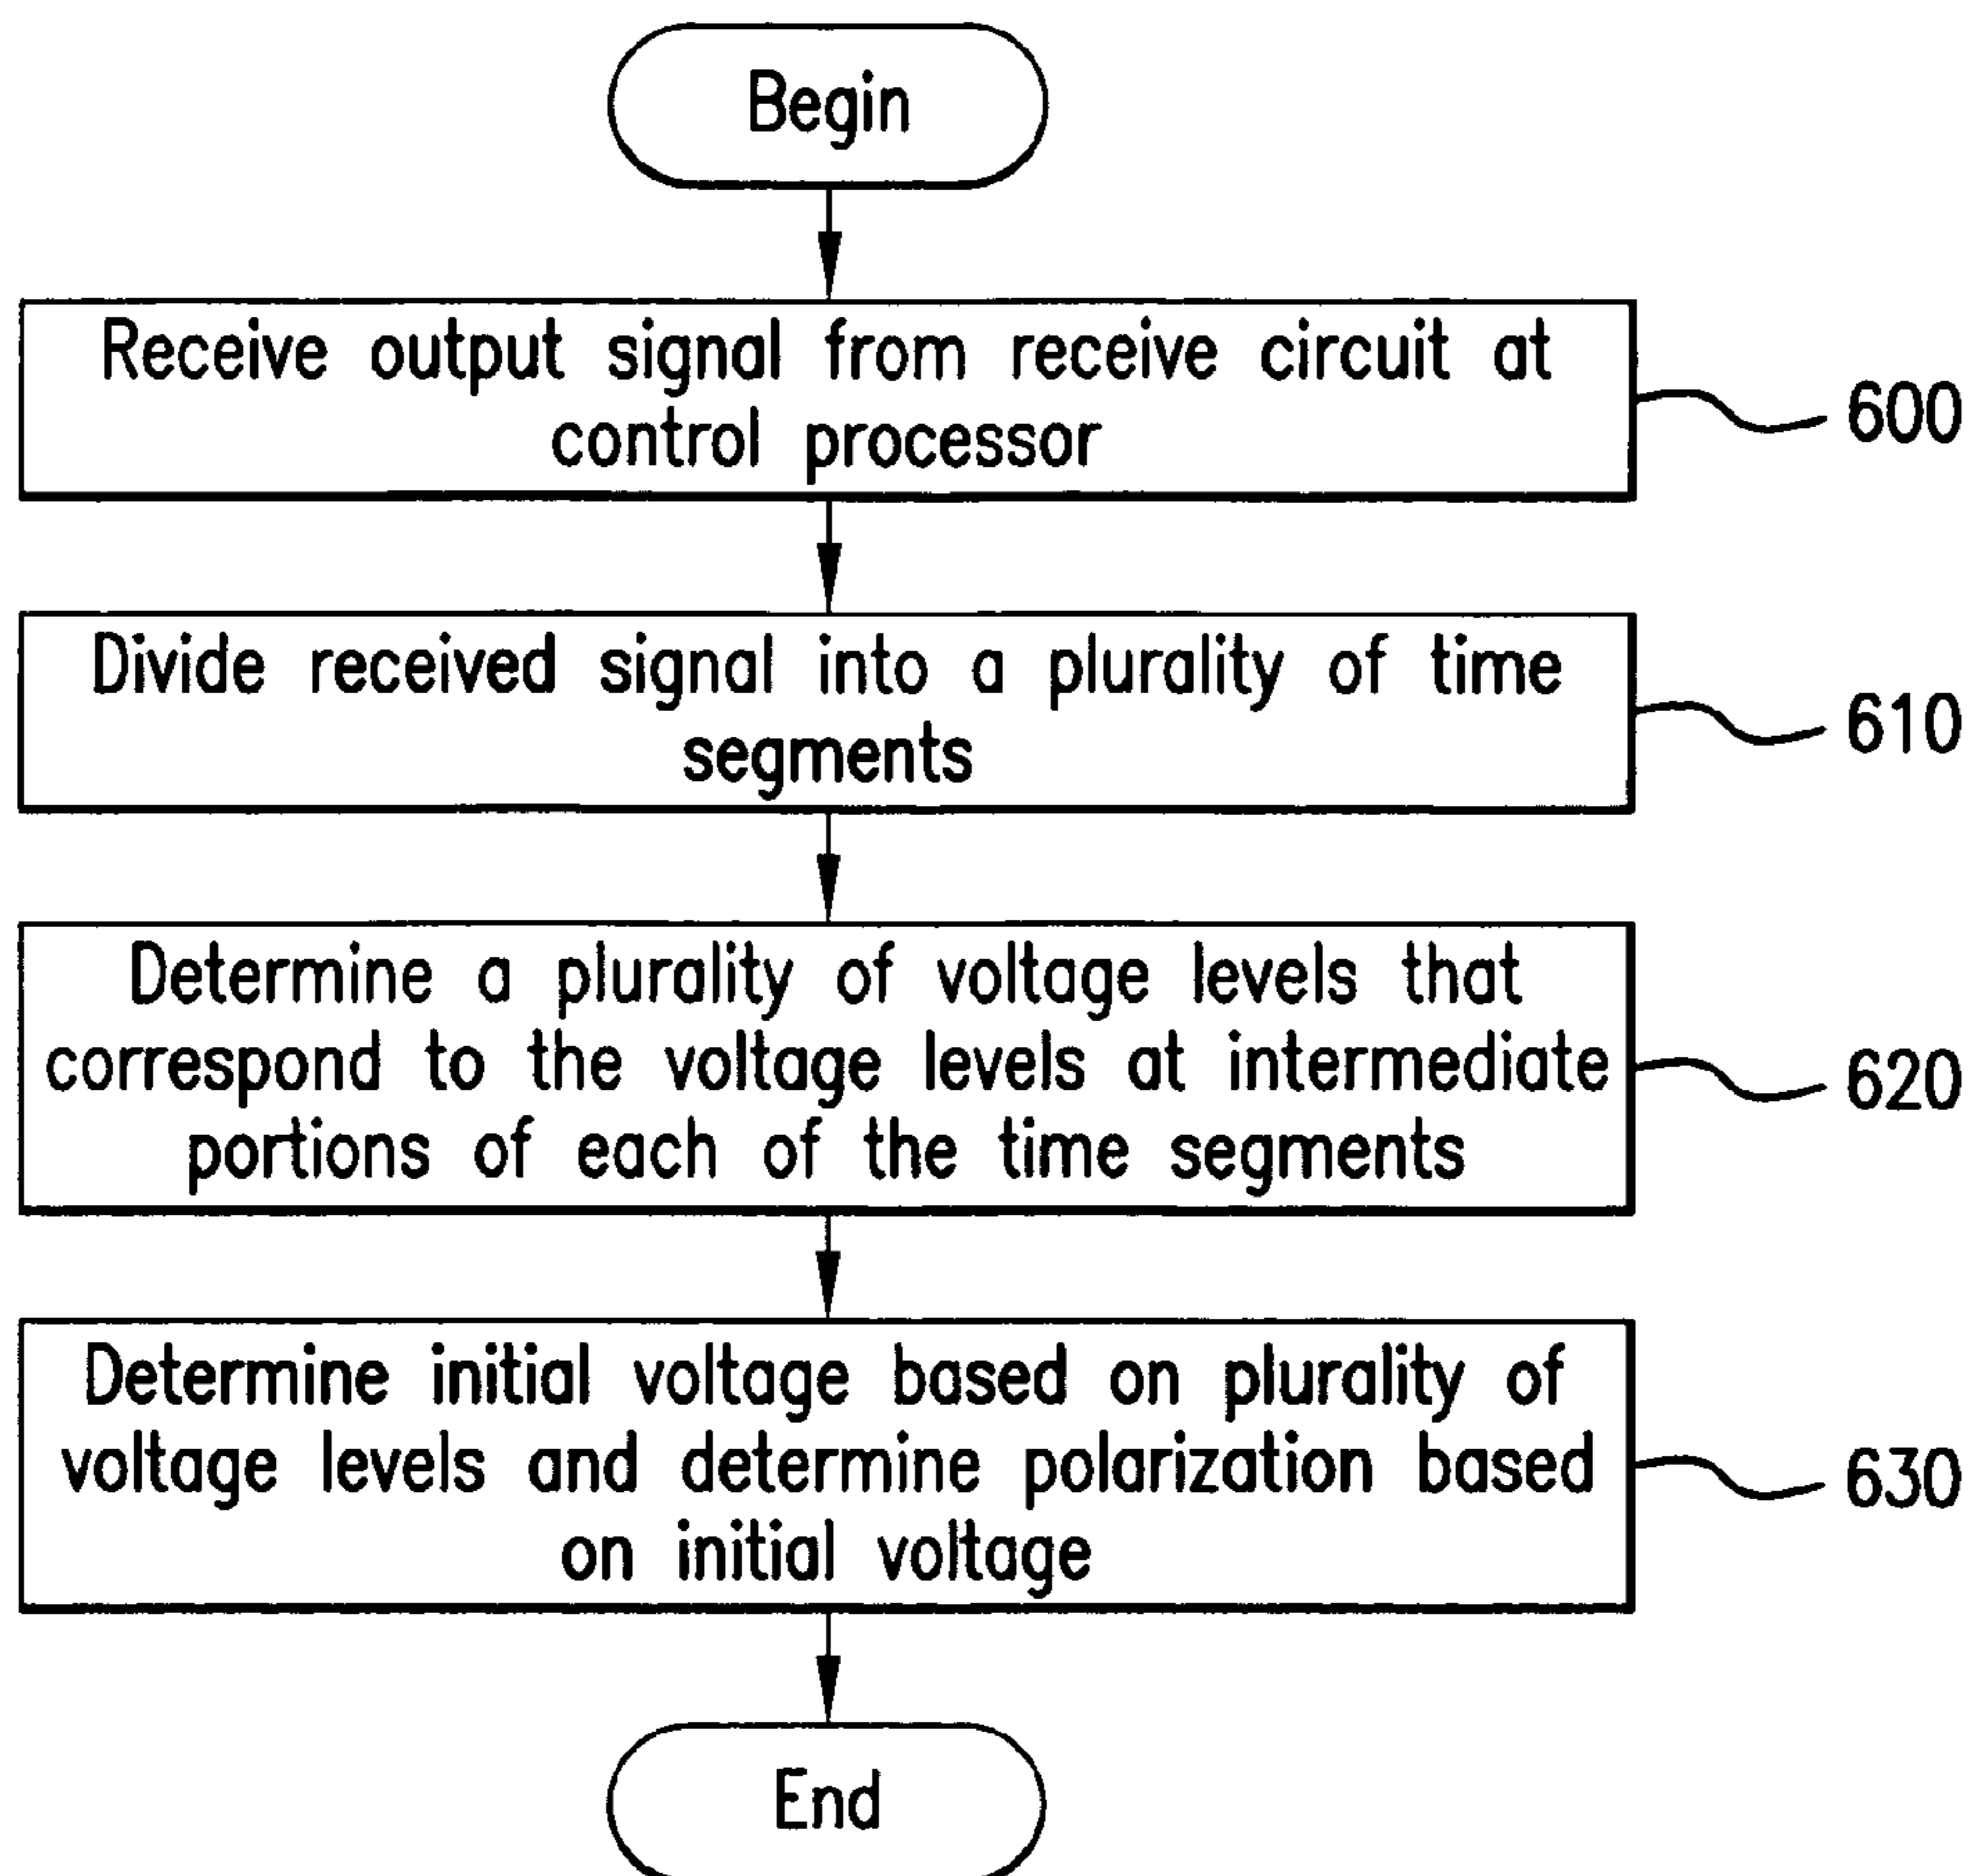 Begin
Receive output signal from receive circuit at
control processor
600
Divide received signal into a plurality of time
segments
610
Determine a plurality of voltage levels that
correspond to the voltage levels at intermediate
portions of each of the time segments
620
Determine initial voltage based on plurality of
voltage levels and determine polarization based
on initial voltage
630
End